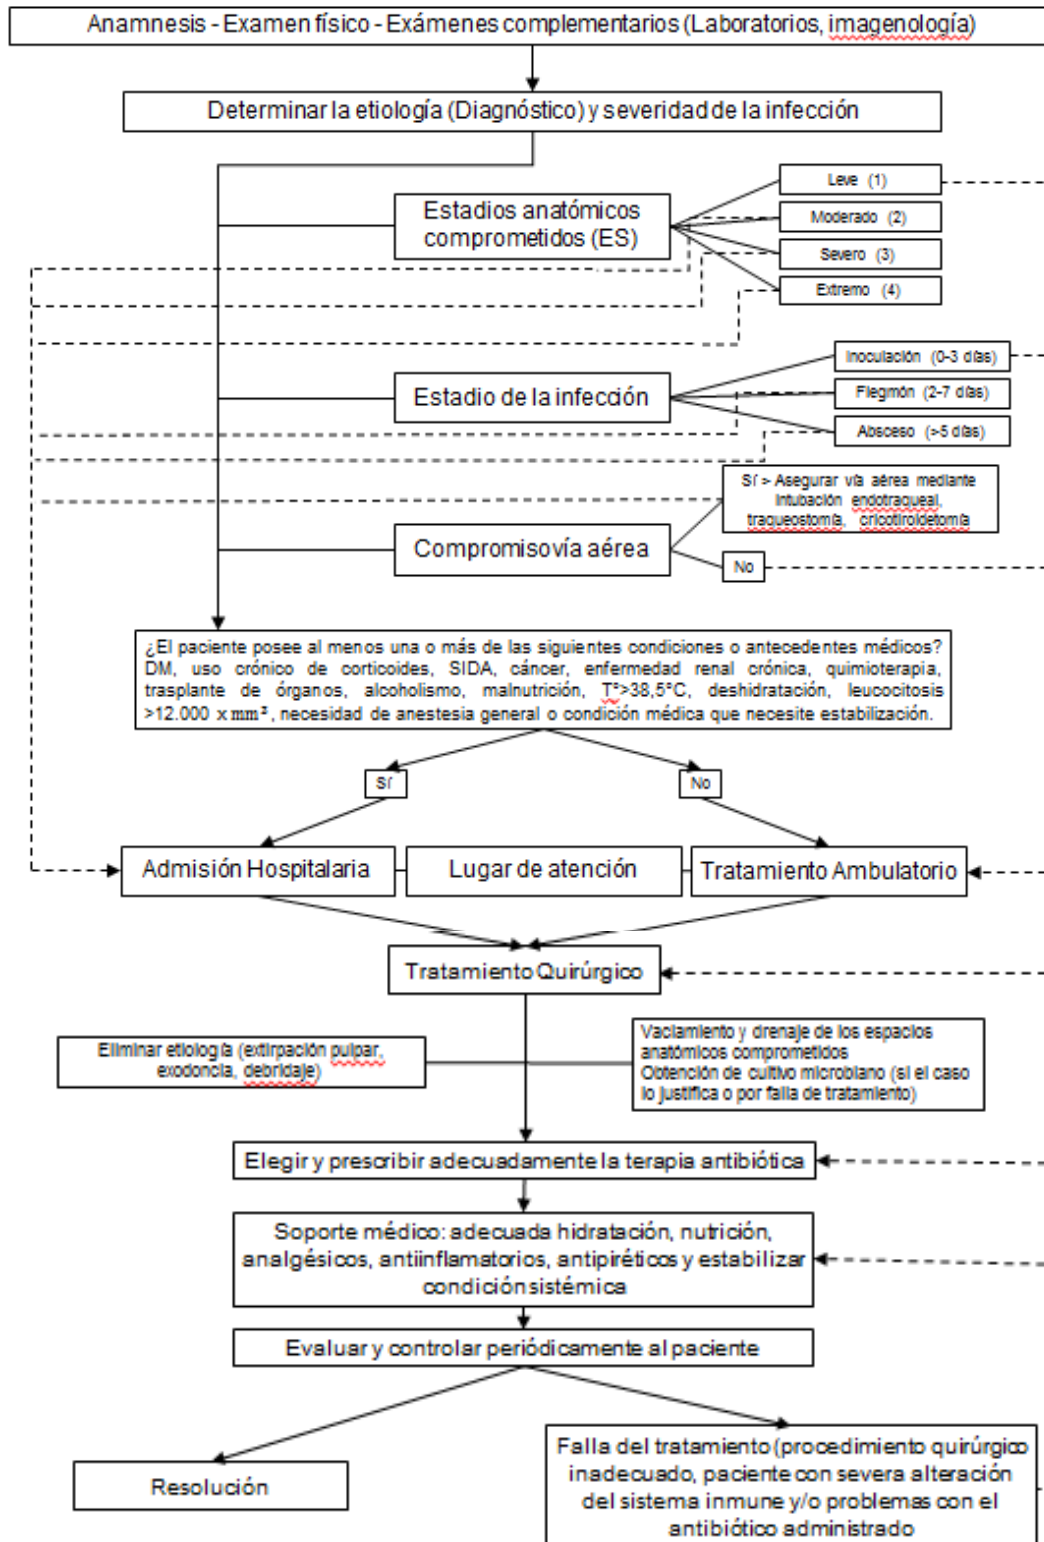 Anamnesis - Examen físico - Exámenes complementarios (Laboratorios, imagenología)
Determinar la etiología (Diagnóstico) y severidad de la infección
Estadios anatómicos
comprometidos (ES)
Leve (1)
Moderado (2)
Severo (3)
Extremo (4)
Estadio de la infección
Inoculación (0-3 días)
Flegmón (2-7 días)
Absceso (>5 días)
Compromiso vía aérea
Sí > Asegurar vía aérea mediante
Intubación endotraqueal,
traqueostomía, cricotiroidetomía
No
¿El paciente posee al menos una o más de las siguientes condiciones o antecedentes médicos?
DM, uso crónico de corticoides, SIDA, cáncer, enfermedad renal crónica, quimioterapia,
trasplante de órganos, alcoholismo, malnutrición, Tº>38,5°C, deshidratación, leucocitosis
>12.000 x mm³, necesidad de anestesia general o condición médica que necesite estabilización.
Sí
No
Admisión Hospitalaria
Lugar de atención
Tratamiento Ambulatorio
Tratamiento Quirúrgico
Eliminar etiología (extirpación pulpar,
exodoncia, debridaje)
Vaciamiento y drenaje de los espacios
anatómicos comprometidos
Obtención de cultivo microbiano (si el caso
lo justifica o por falla de tratamiento)
Elegir y prescribir adecuadamente la terapia antibiótica
Soporte médico: adecuada hidratación, nutrición,
analgésicos, antiinflamatorios, antipiréticos y estabilizar
condición sistémica
Evaluar y controlar periódicamente al paciente
Resolución
Falla del tratamiento (procedimiento quirúrgico
inadecuado, paciente con severa alteración
del sistema inmune y/o problemas con el
antibiótico administrado